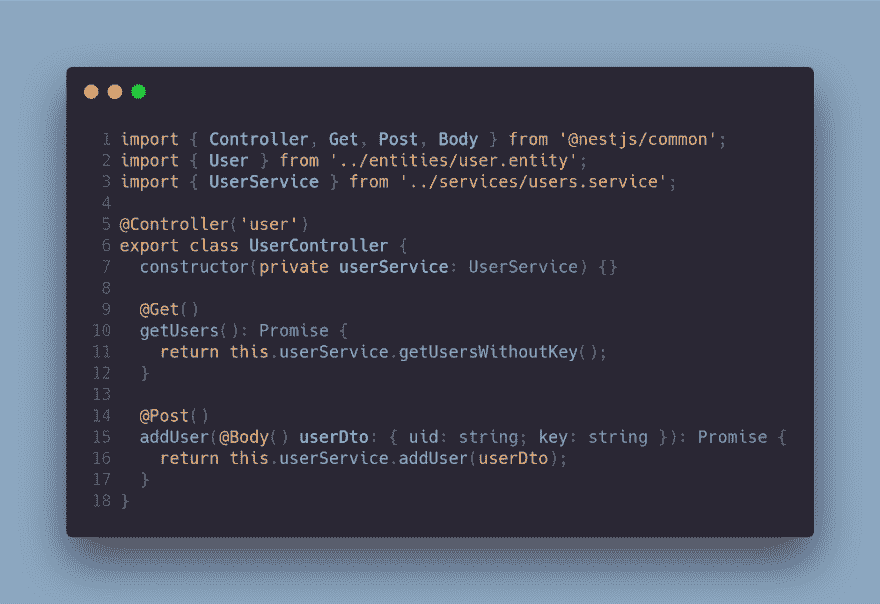 1 import { Controller, Get, Post, Body } from '@nestjs/common';
2 import { User } from '../entities/user.entity';
3 import { UserService } from '../services/users.service';
4
5 @Controller('user')
6 export class UserController {
7   constructor(private userService: UserService) {}
8
9   @Get()
10   getUsers(): Promise {
11     return this.userService.getUsersWithoutKey();
12   }
13
14   @Post()
15   addUser(@Body() userDto: { uid: string; key: string }): Promise {
16     return this.userService.addUser(userDto);
17   }
18 }